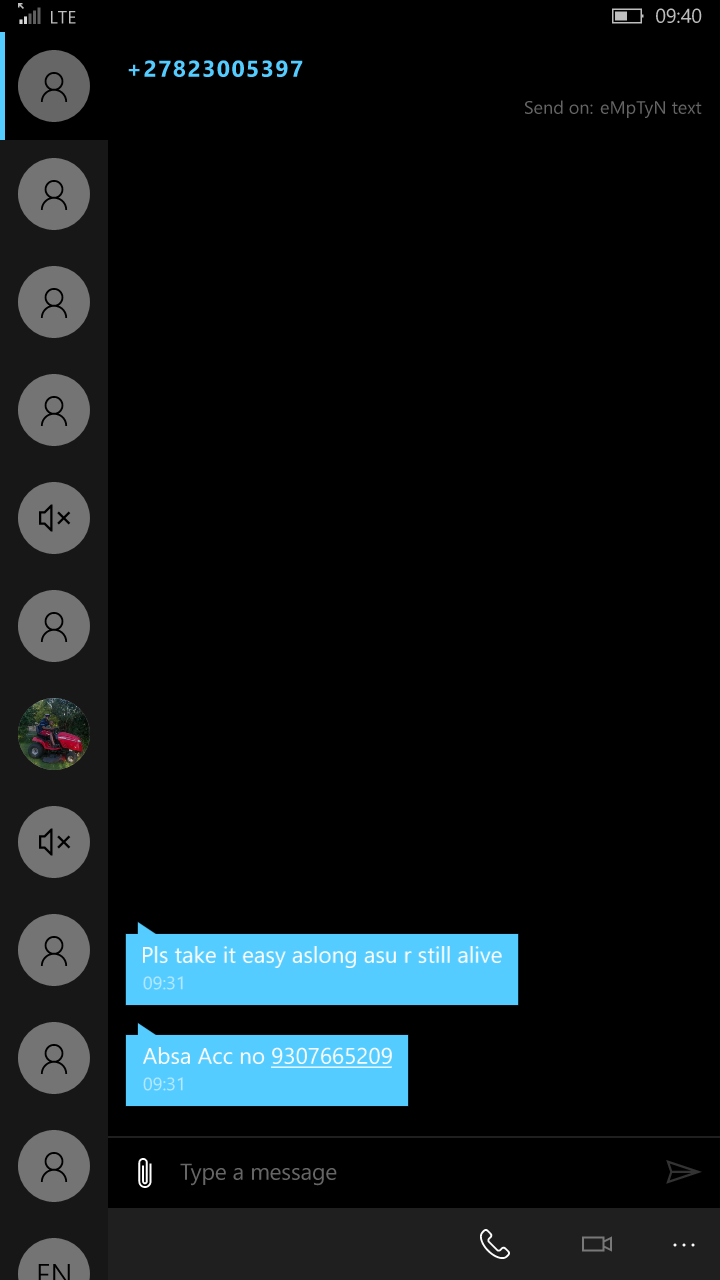 LTE
09:40
+27823005397
Send on: eMpTyN text
Pls take it easy aslong asu r still alive
09:31
Absa Acc no 9307665209
09:31
Type a message
EN